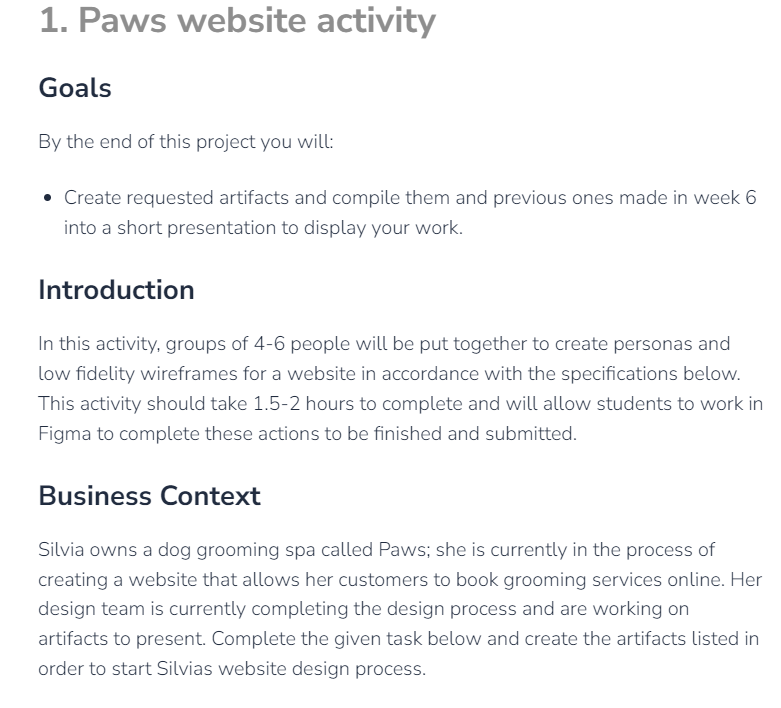 1. Paws website activity
Goals
By the end of this project you will:
• Create requested artifacts and compile them and previous ones made in week 6
into a short presentation to display your work.
Introduction
In this activity, groups of 4-6 people will be put together to create personas and
low fidelity wireframes for a website in accordance with the specifications below.
This activity should take 1.5-2 hours to complete and will allow students to work in
Figma to complete these actions to be finished and submitted.
Business Context
Silvia owns a dog grooming spa called Paws; she is currently in the process of
creating a website that allows her customers to book grooming services online. Her
design team is currently completing the design process and are working on
artifacts to present. Complete the given task below and create the artifacts listed in
order to start Silvias website design process.